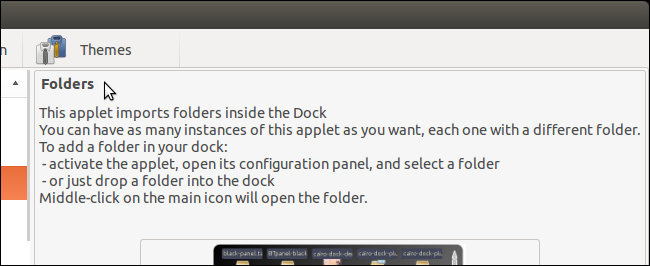 n
Themes
Folders
This applet imports folders inside the Dock
You can have as many instances of this applet as you want, each one with a different folder.
To add a folder in your dock:
- activate the applet, open its configuration panel, and select a folder
- or just drop a folder into the dock
Middle-click on the main icon will open the folder.
black-panel.ta BTpanel-black cairo-dock-de cairo-dock-plu cairo-dock-plu